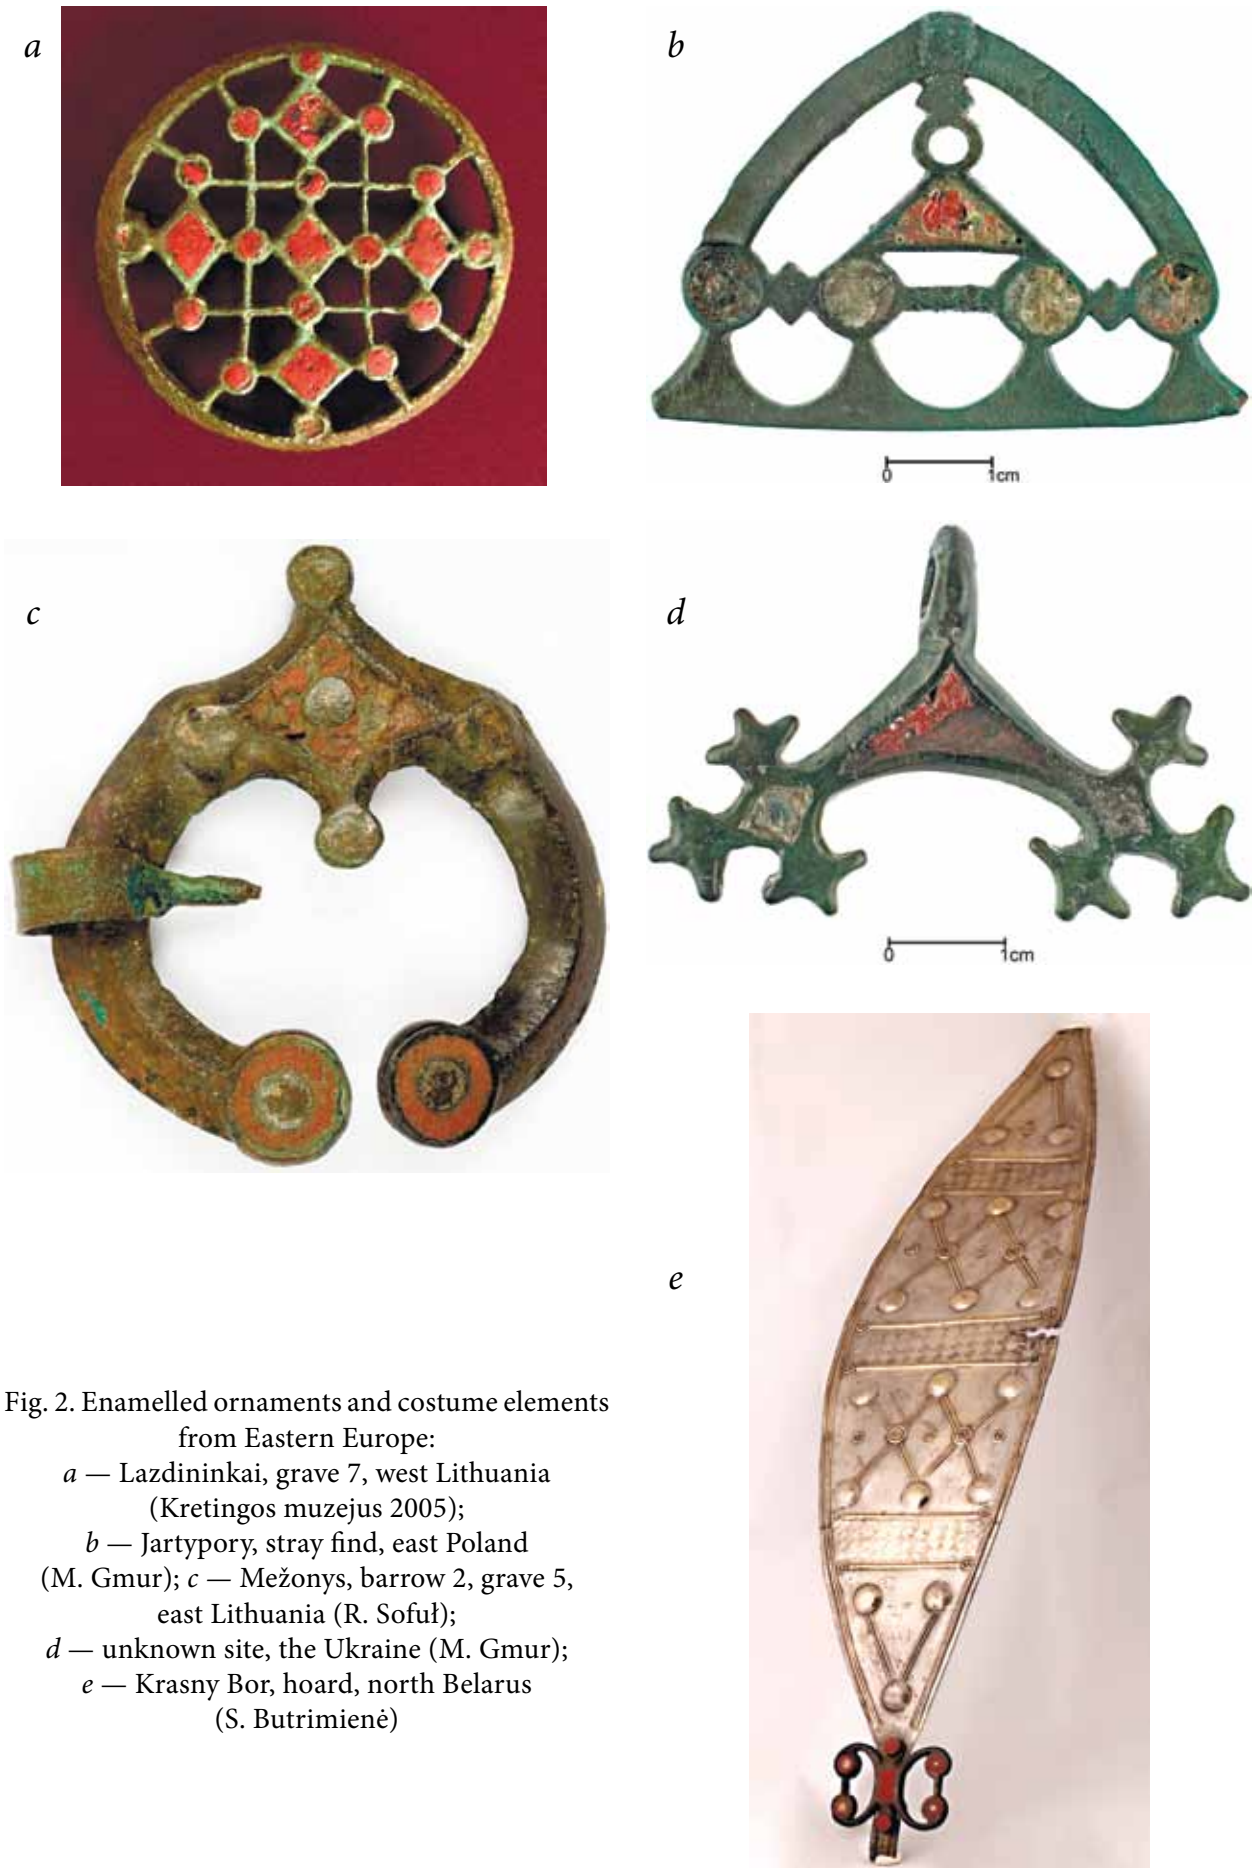 a
b
0 1cm
c
d
0 1cm
e
Fig. 2. Enamelled ornaments and costume elements
from Eastern Europe:
a — Lazdininkai, grave 7, west Lithuania
(Kretingos muzejus 2005);
b — Jartypory, stray find, east Poland
(M. Gmur); c — Mežonys, barrow 2, grave 5,
east Lithuania (R. Sofuł);
d — unknown site, the Ukraine (M. Gmur);
e — Krasny Bor, hoard, north Belarus
(S. Butrimienė)